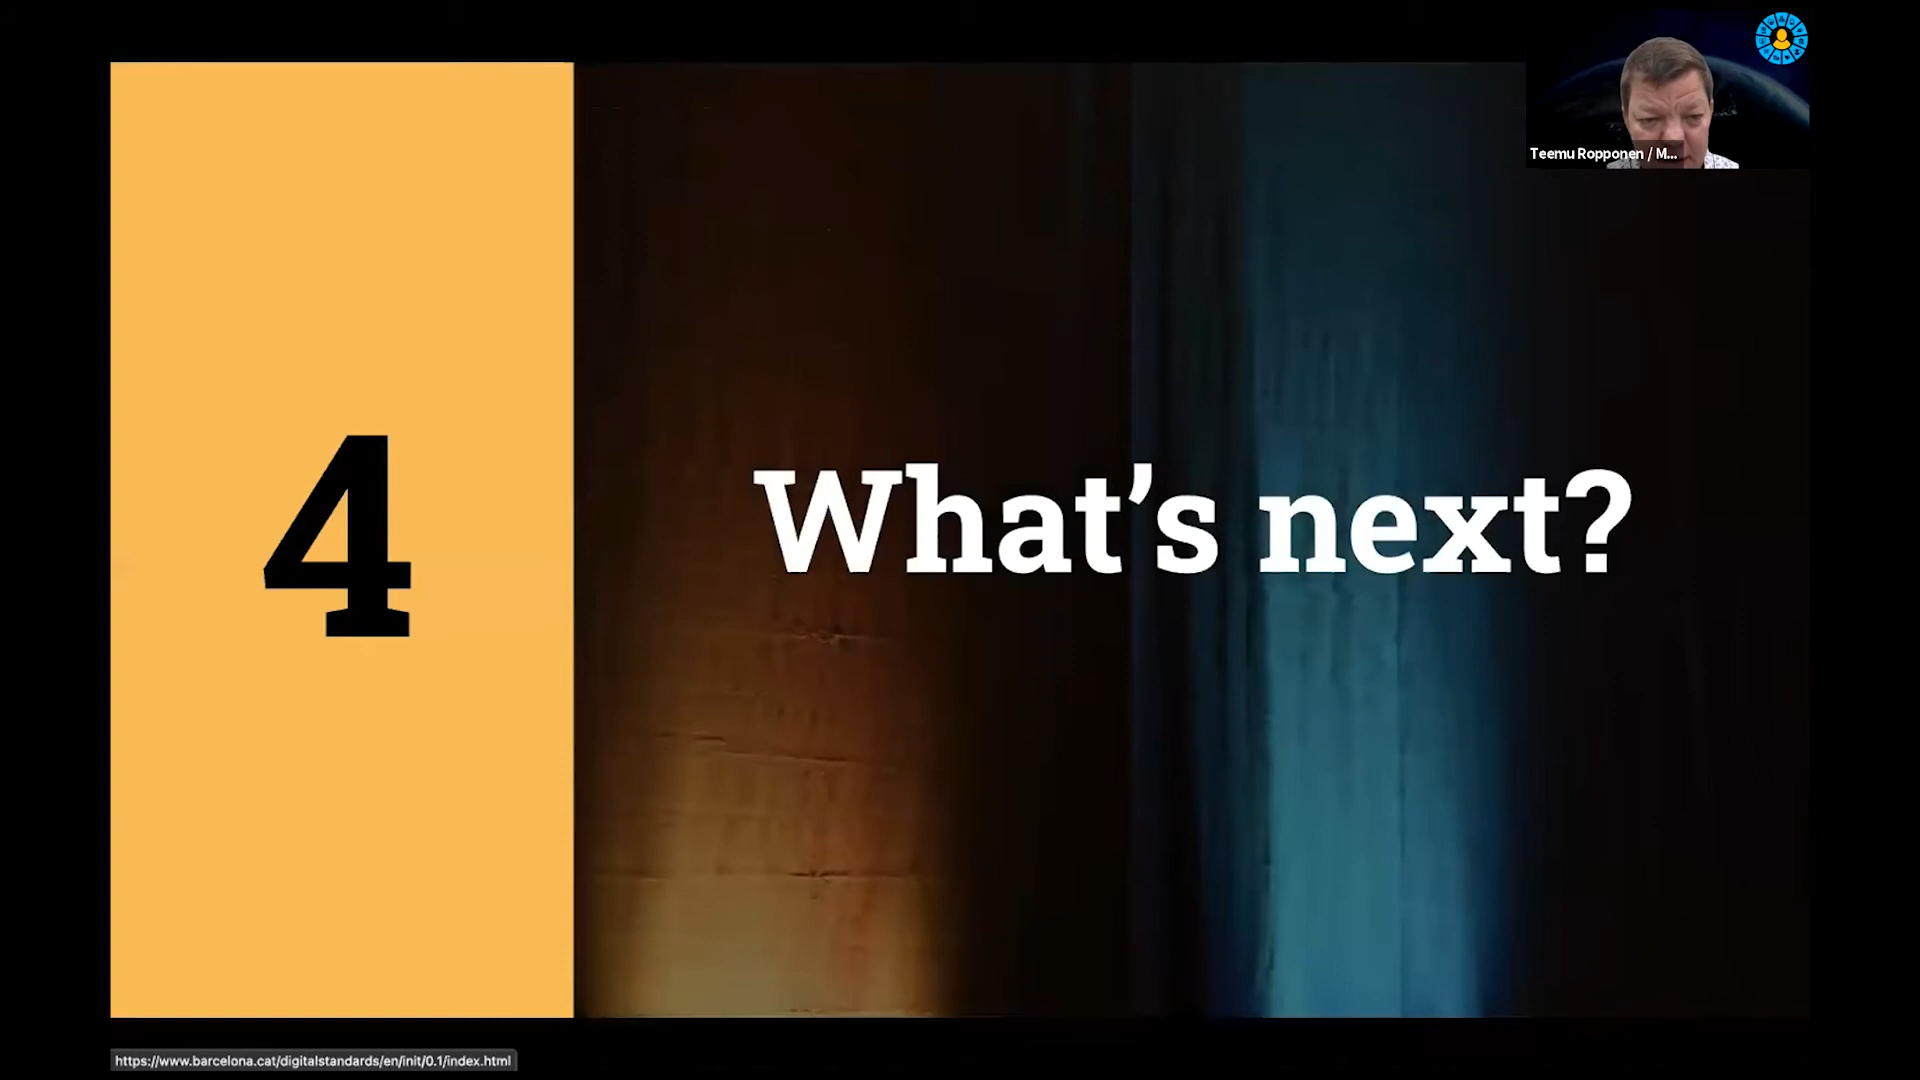 Teemu Ropponen / M...
4
What's next?
https://www.barcelona.cat/digitalstandards/en/init/0.1/index.html